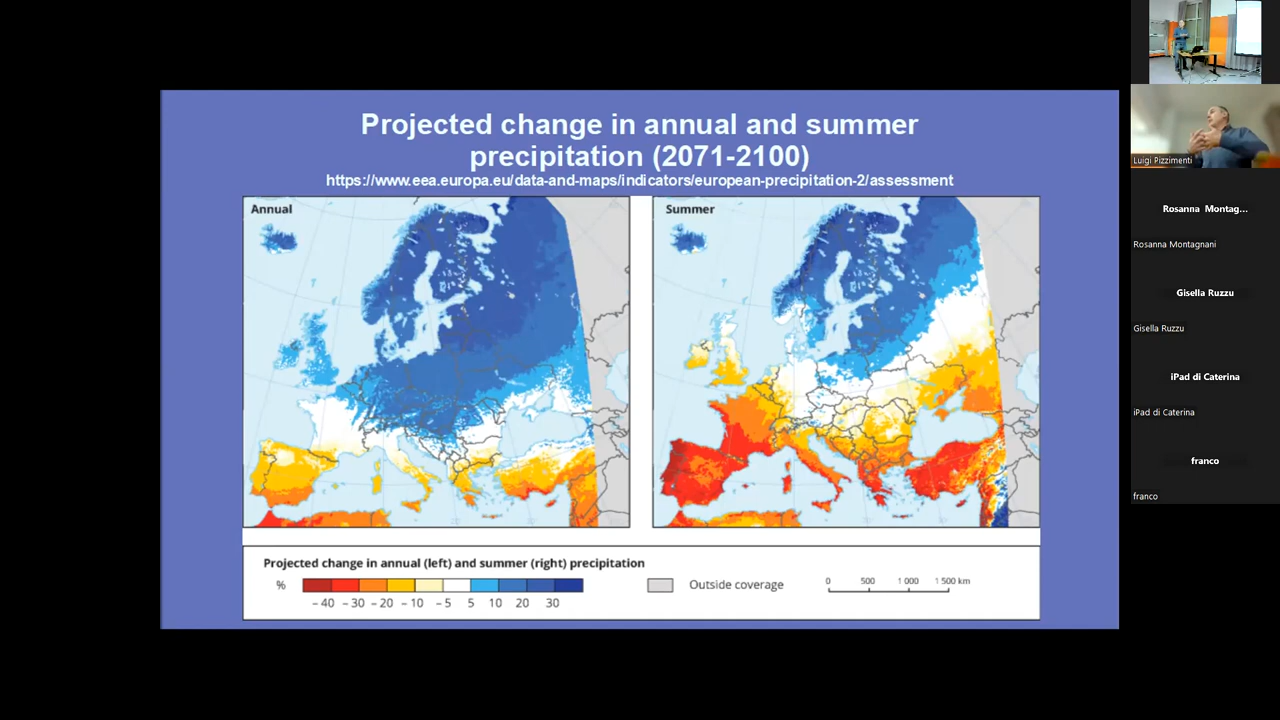 Projected change in annual and summer
precipitation (2071-2100)
https://www.eea.europa.eu/data-and-maps/indicators/european-precipitation-2/assessment
Annual
Summer
Projected change in annual (left) and summer (right) precipitation
%
– 40 – 30 – 20 – 10 – 5 5 10 20 30
Outside coverage
0 500 1 000 1 500 km
Luigi Pizzimenti
Rosanna Montag...
Rosanna Montagnani
Gisella Ruzzu
Gisella Ruzzu
iPad di Caterina
iPad di Caterina
franco
franco